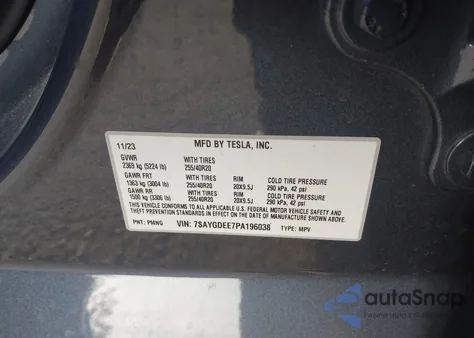 11/23 MFD BY TESLA, INC.
GVWR WITH TIRES
2369 kg (5224 lb) 255/40R20
GAWR FRT WITH TIRES RIM COLD TIRE PRESSURE
1363 kg (3004 lb) 255/40R20 20X9.5J 290 kPa, 42 psi
GAWR RR WITH TIRES RIM COLD TIRE PRESSURE
1500 kg (3306 lb) 255/40R20 20X9.5J 290 kPa, 42 psi
THIS VEHICLE CONFORMS TO ALL APPLICABLE U.S. FEDERAL MOTOR VEHICLE SAFETY AND
THEFT PREVENTION STANDARDS IN EFFECT ON THE DATE OF MANUFACTURE SHOWN ABOVE.
PNT: PMNG VIN: 7SAYGDEE7PA196038 TYPE: MPV
autaSnap